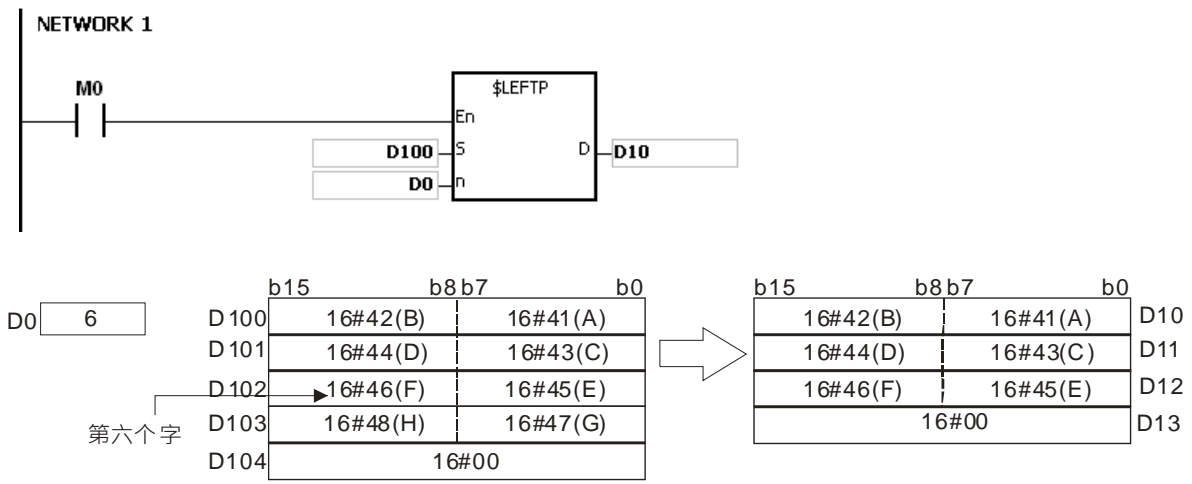 NETWORK 1
M0
$LEFTP
En
D100 S D D10
D0 n
b15 b8 b7 b0 b15 b8 b7 b0
D0 6 D100 16#42(B) 16#41(A) 16#42(B) 16#41(A) D10
D101 16#44(D) 16#43(C) 16#44(D) 16#43(C) D11
D102 16#46(F) 16#45(E) 16#46(F) 16#45(E) D12
第六个字 D103 16#48(H) 16#47(G) 16#00 D13
D104 16#00